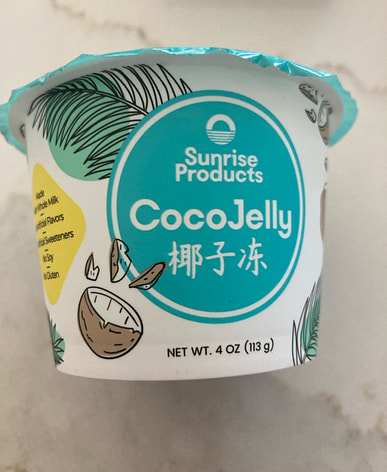 Sunrise
Products
CocoJelly
椰子冻
NET WT. 4 OZ (113 g)
Made
Whole Milk
Flavors
Sweeteners
No Soy
Gluten